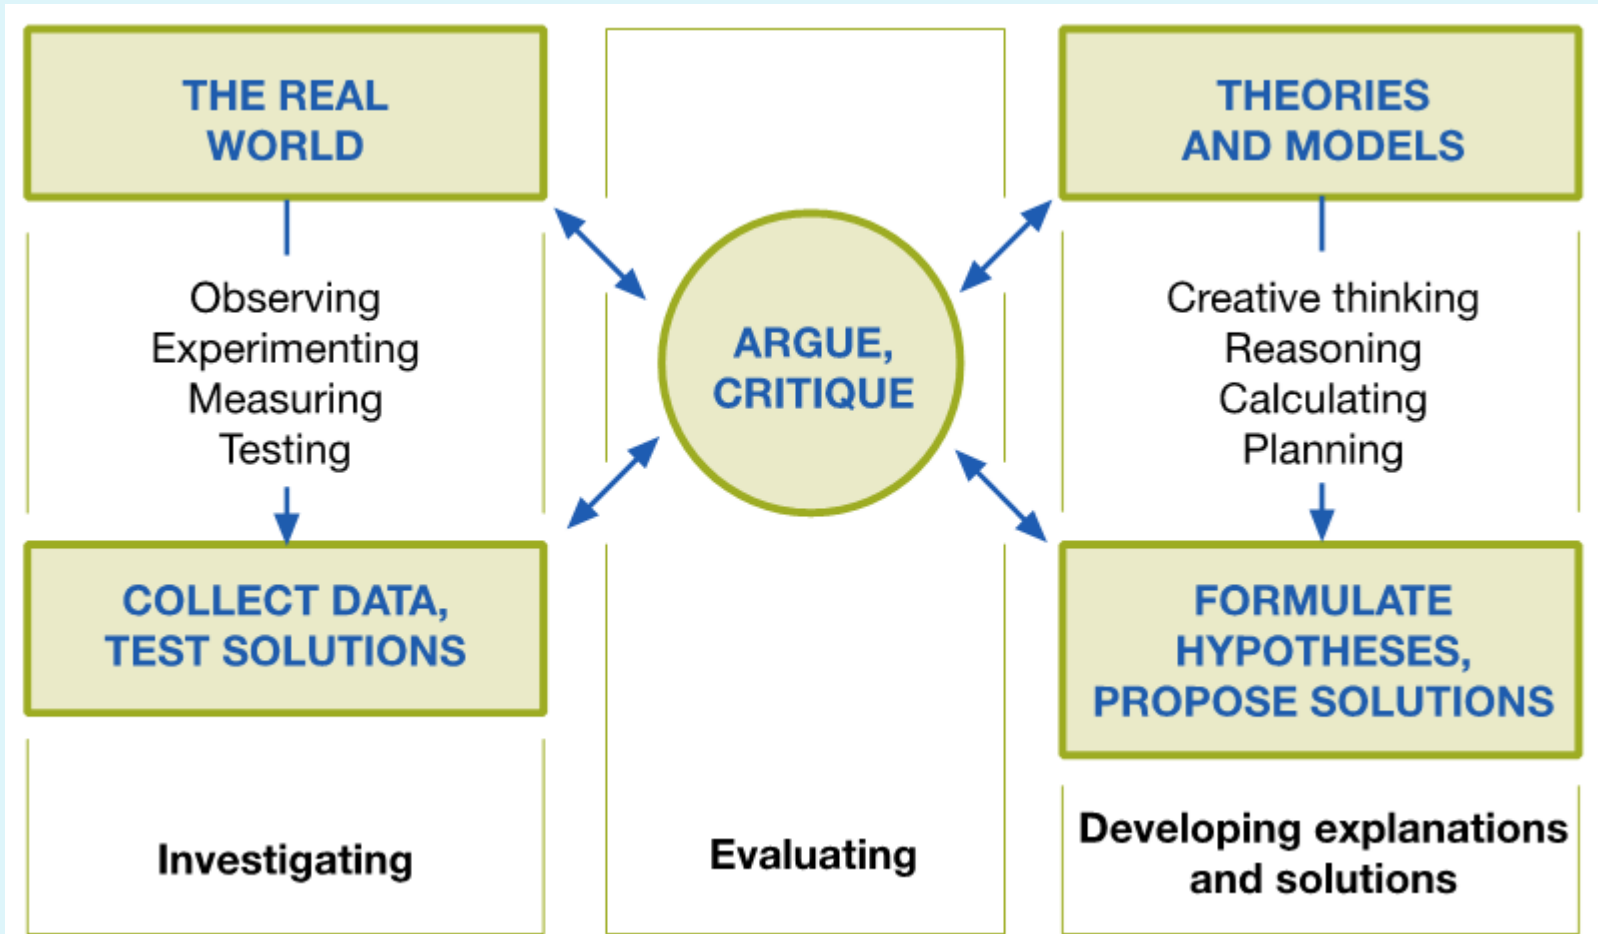 THE REAL
WORLD
Observing
Experimenting
Measuring
Testing
COLLECT DATA,
TEST SOLUTIONS
Investigating
ARGUE,
CRITIQUE
Evaluating
THEORIES
AND MODELS
Creative thinking
Reasoning
Calculating
Planning
FORMULATE
HYPOTHESES,
PROPOSE SOLUTIONS
Developing explanations
and solutions